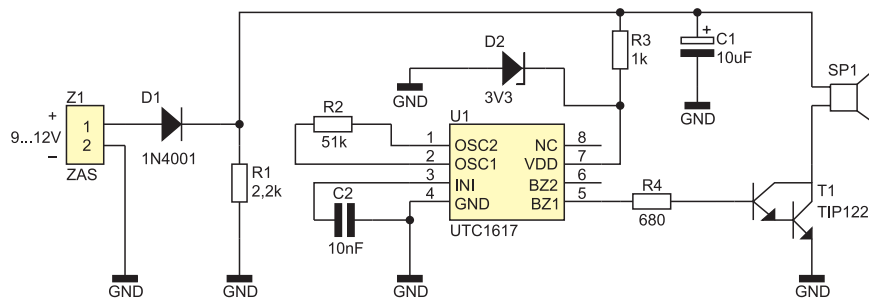 Z1
+
9...12V
−
1
2
ZAS
GND
D1
1N4001
R1
2,2k
GND
D2
3V3
GND
R2
51k
C2
10nF
GND
U1
1 OSC2 NC 8
2 OSC1 VDD 7
3 INI BZ2 6
4 GND BZ1 5
UTC1617
R3
1k
+
C1
10uF
GND
R4
680
SP1
T1
TIP122
GND